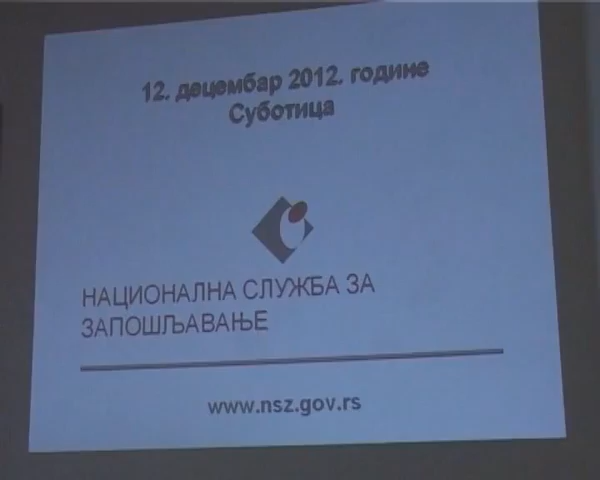 12. децембар 2012. године
Суботица
НАЦИОНАЛНА СЛУЖБА ЗА
ЗАПОШЉАВАЊЕ
www.nsz.gov.rs